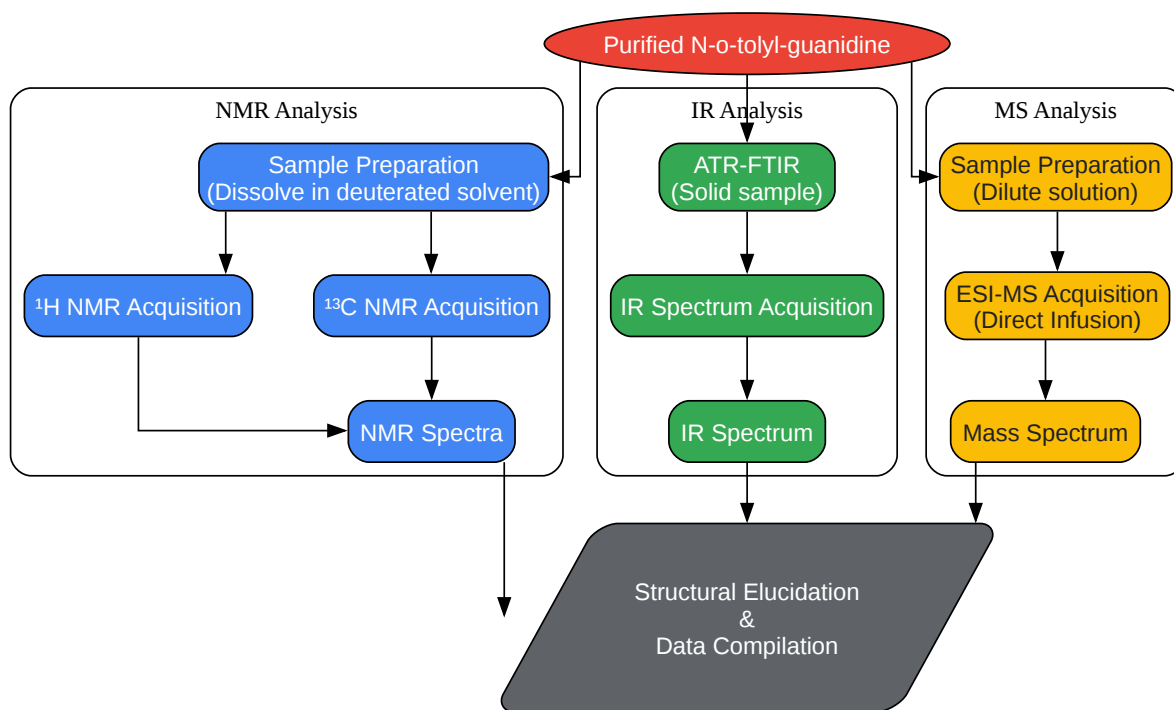 Purified N-o-tolyl-guanidine
NMR Analysis
IR Analysis
MS Analysis
Sample Preparation
(Dissolve in deuterated solvent)
ATR-FTIR
(Solid sample)
Sample Preparation
(Dilute solution)
¹H NMR Acquisition
¹³C NMR Acquisition
IR Spectrum Acquisition
ESI-MS Acquisition
(Direct Infusion)
NMR Spectra
IR Spectrum
Mass Spectrum
Structural Elucidation
&
Data Compilation